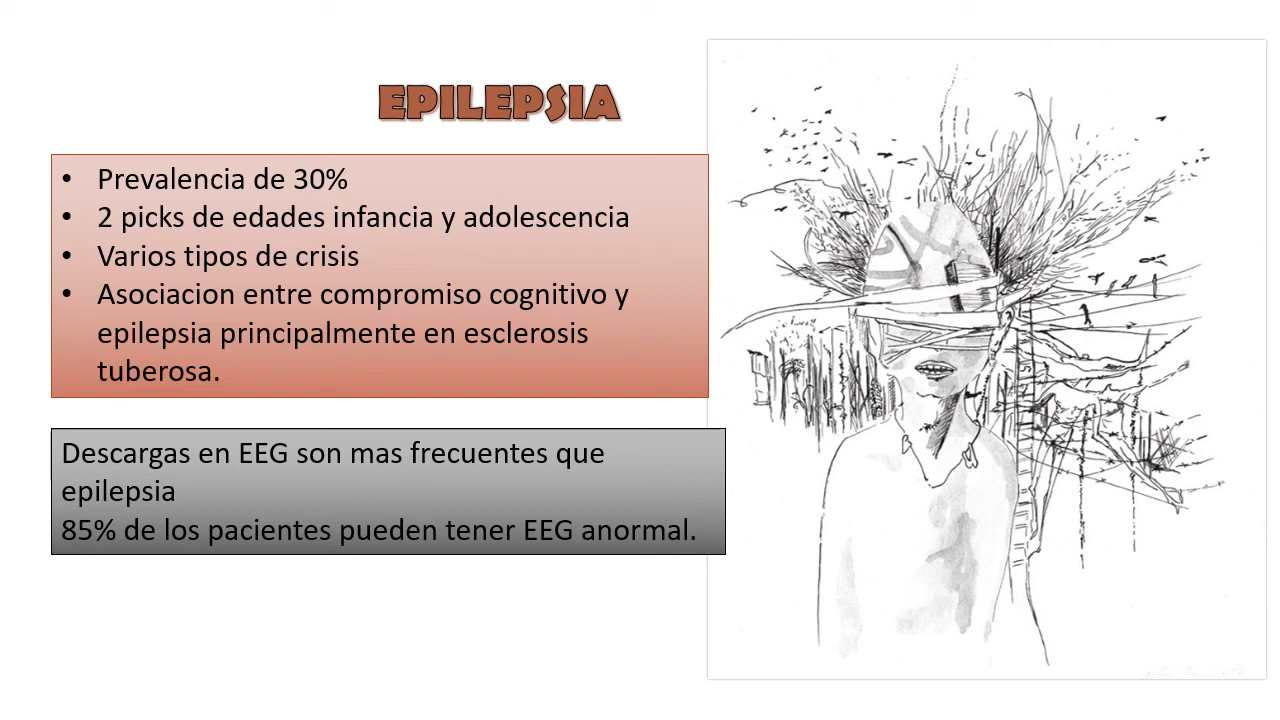 EPILEPSIA
• Prevalencia de 30%
• 2 picks de edades infancia y adolescencia
• Varios tipos de crisis
• Asociacion entre compromiso cognitivo y
epilepsia principalmente en esclerosis
tuberosa.
Descargas en EEG son mas frecuentes que
epilepsia
85% de los pacientes pueden tener EEG anormal.